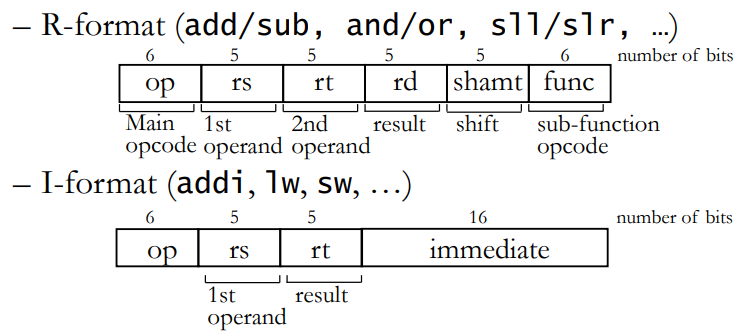 – R-format (add/sub, and/or, sll/slr, …)
6 5 5 5 5 6 number of bits
op rs rt rd shamt func
Main 1st 2nd result shift sub-function
opcode operand operand opcode
– I-format (addi, lw, sw, …)
6 5 5 16 number of bits
op rs rt immediate
1st result
operand